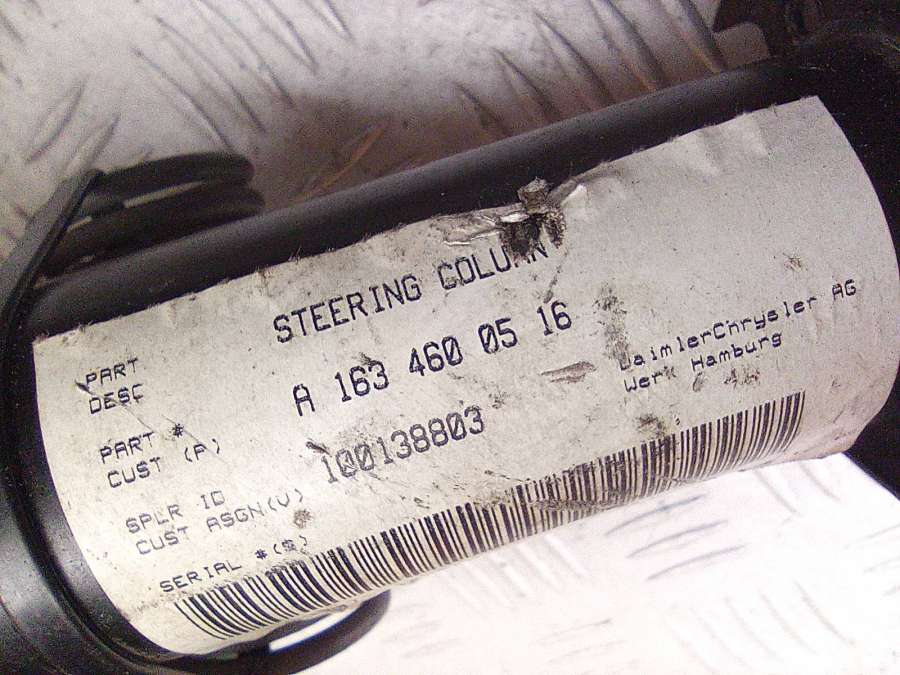 PART DESC STEERING COLUMN
PART # CUST (P) A 163 460 05 16
SPLR ID CUST ASGN(V) 100138803
DaimlerChrysler AG
Werk Hamburg
SERIAL #(S)